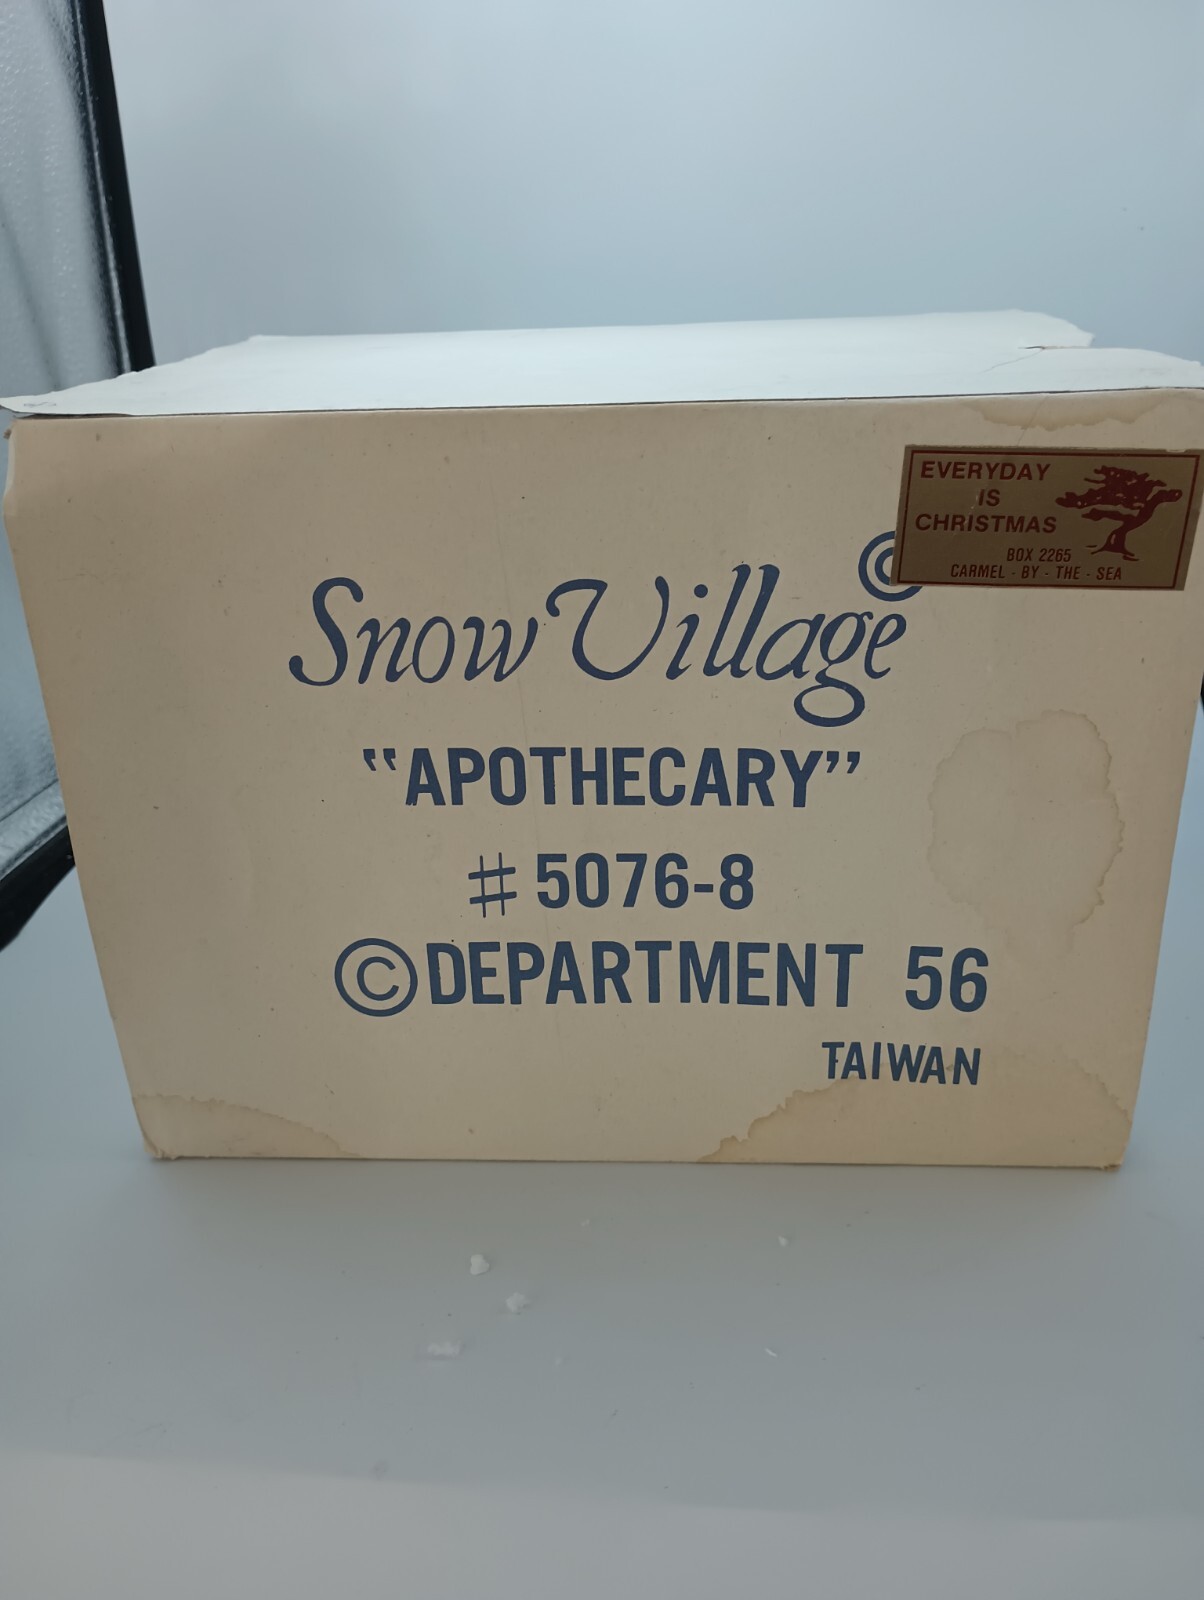 EVERYDAY
IS
CHRISTMAS
BOX 2265
CARMEL - BY - THE - SEA
Snow Village ©
"APOTHECARY"
# 5076-8
© DEPARTMENT 56
TAIWAN